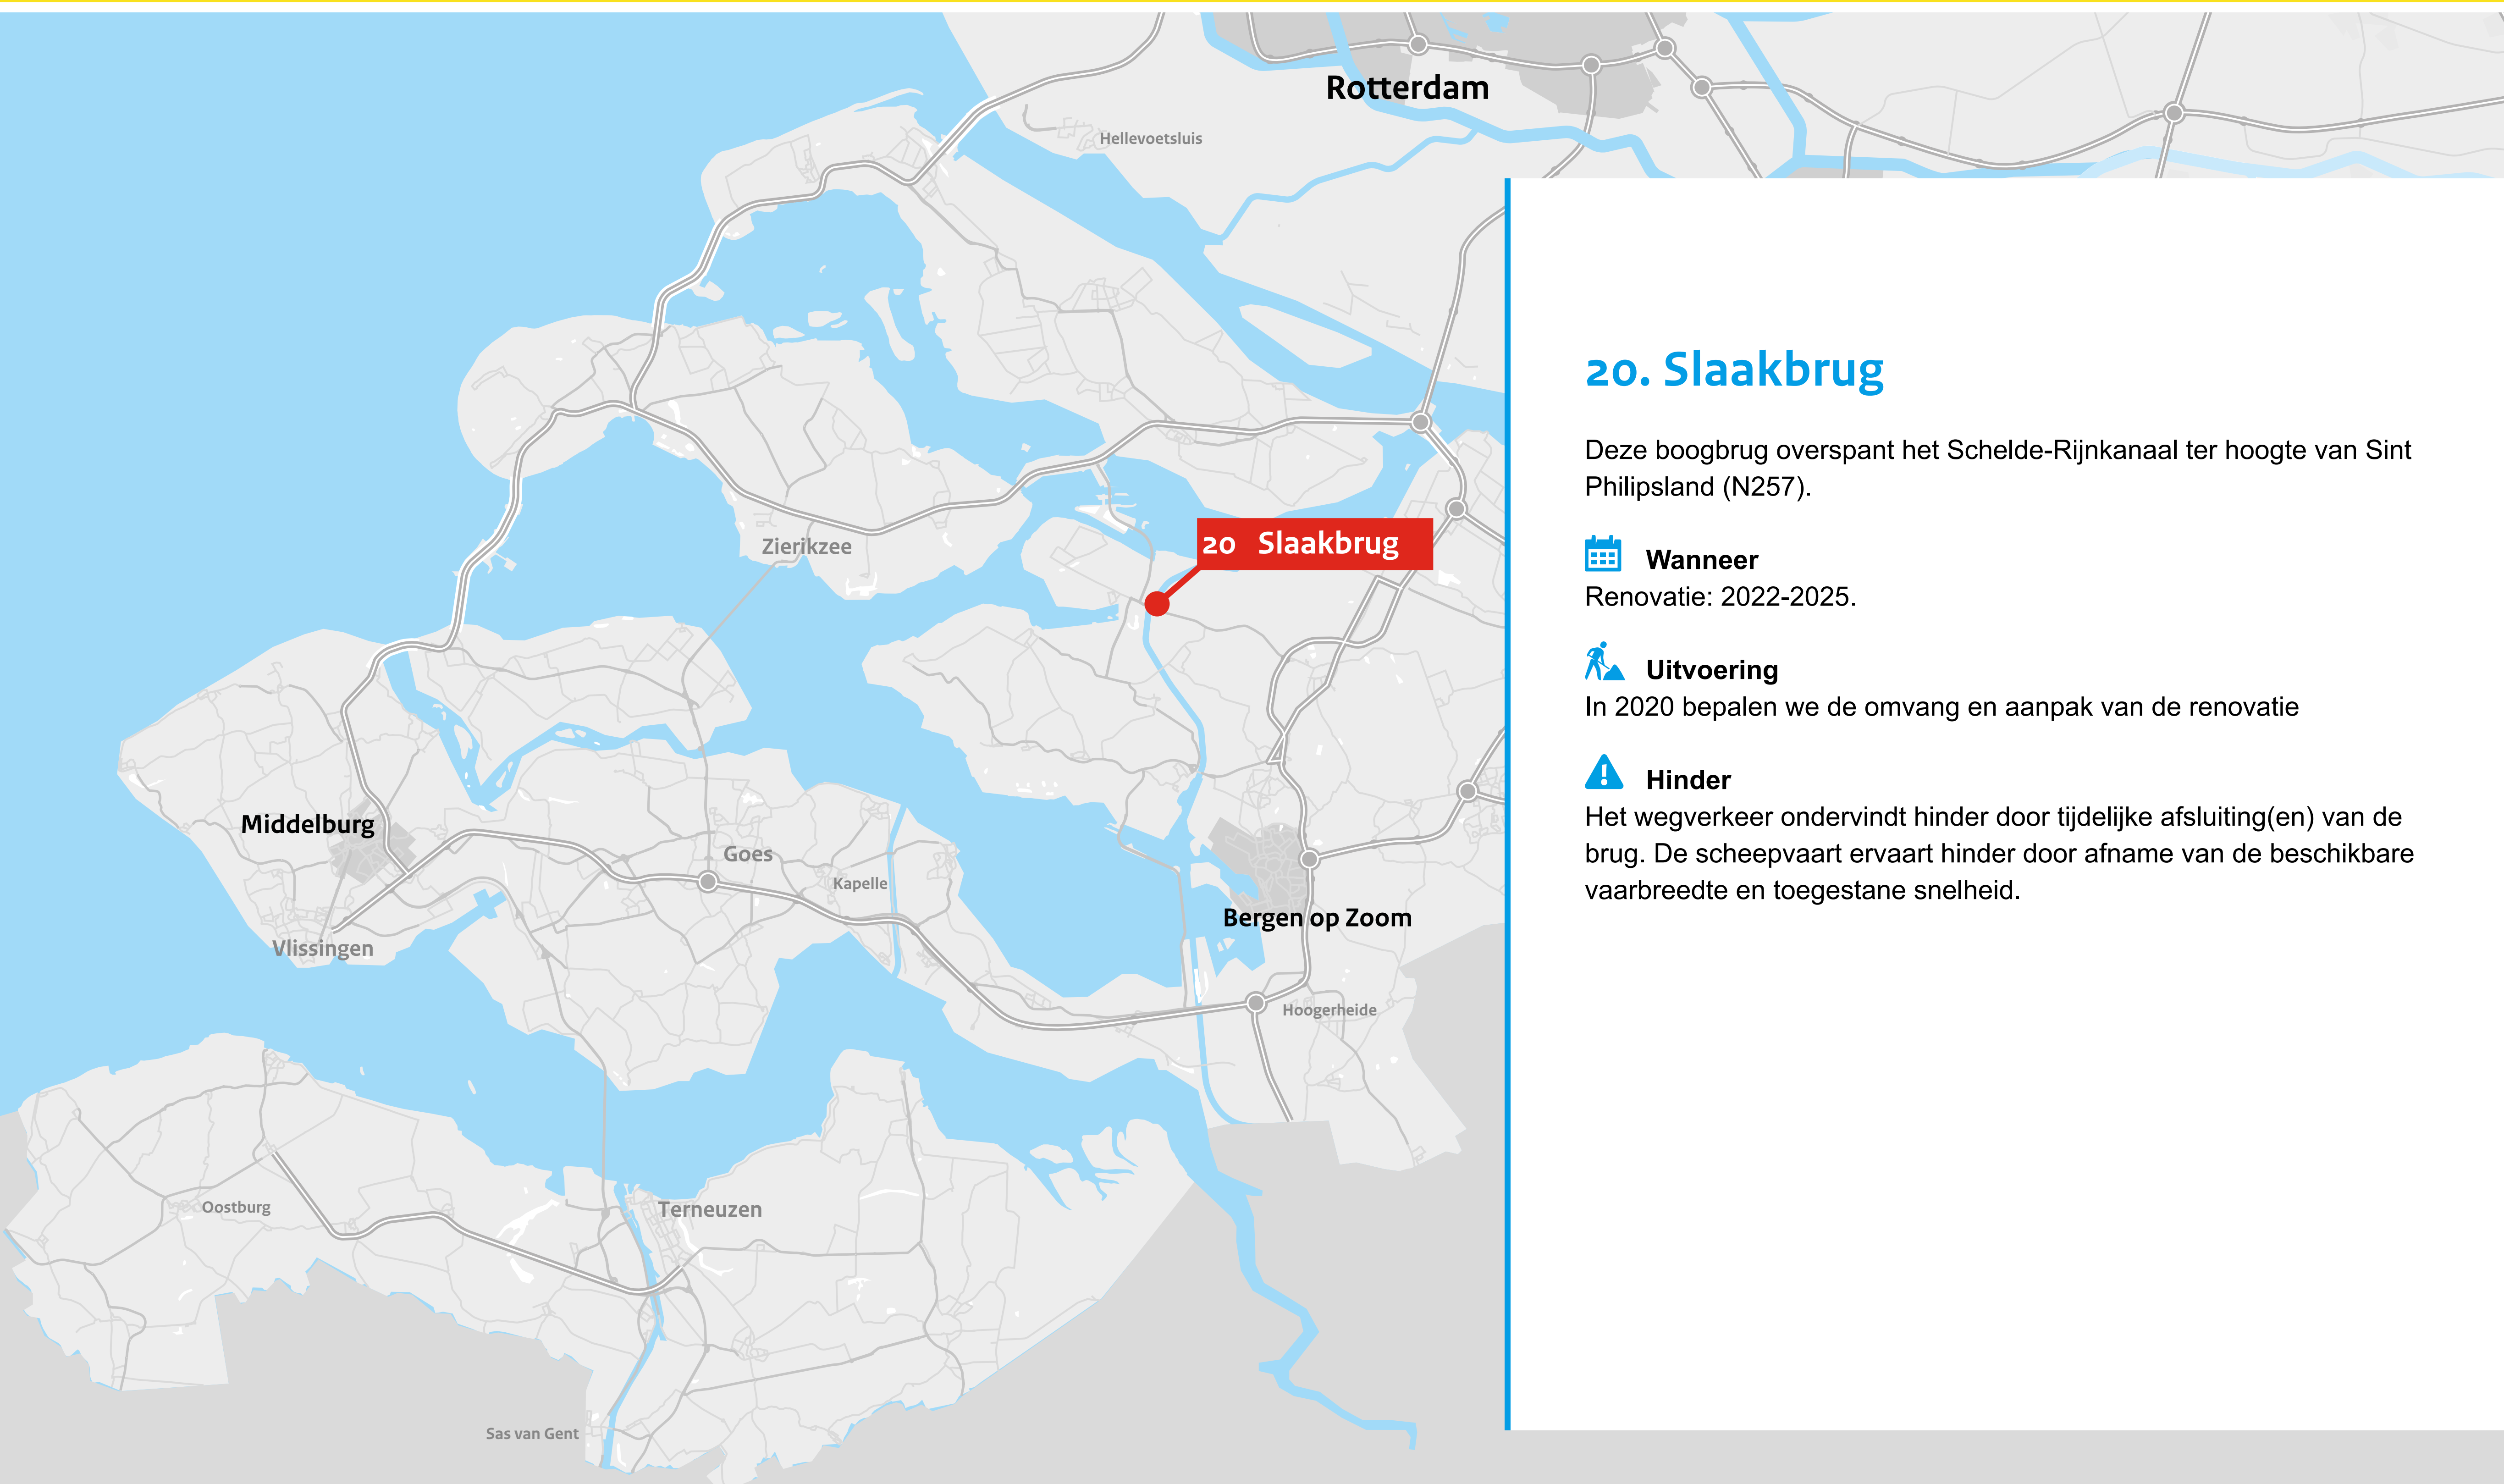 Rotterdam
Hellevoetsluis
Zierikzee
20 Slaakbrug
Middelburg
Goes
Kapelle
Bergen op Zoom
Vlissingen
Hoogerheide
Oostburg
Terneuzen
Sas van Gent
20. Slaakbrug
Deze boogbrug overspant het Schelde-Rijnkanaal ter hoogte van Sint
Philipsland (N257).
Wanneer
Renovatie: 2022-2025.
Uitvoering
In 2020 bepalen we de omvang en aanpak van de renovatie
Hinder
Het wegverkeer ondervindt hinder door tijdelijke afsluiting(en) van de
brug. De scheepvaart ervaart hinder door afname van de beschikbare
vaarbreedte en toegestane snelheid.